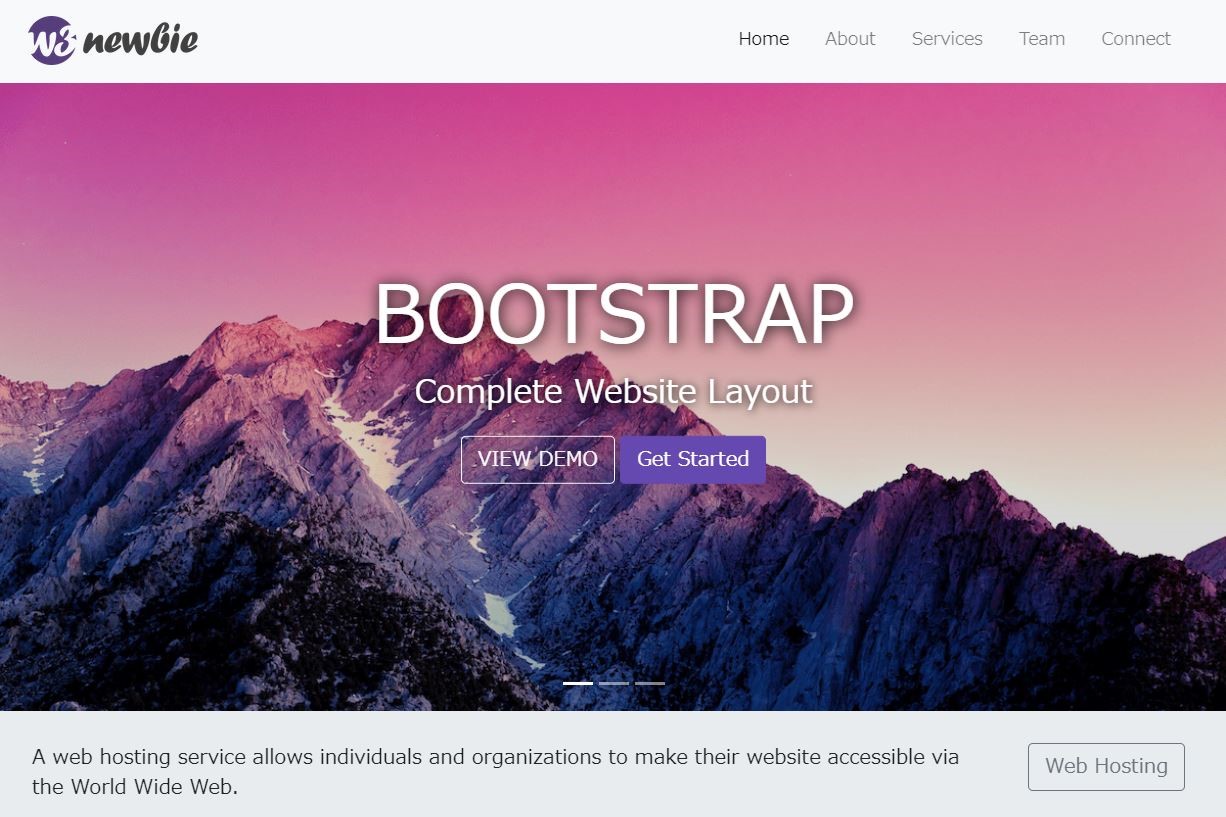 W3 newbie
Home About Services Team Connect
BOOTSTRAP
Complete Website Layout
VIEW DEMO Get Started
A web hosting service allows individuals and organizations to make their website accessible via
the World Wide Web.
Web Hosting